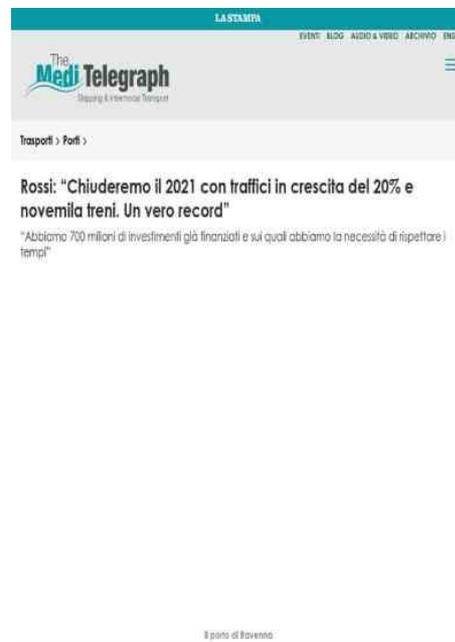 LA STAMPA
EVENTI BLOG AUDIO & VIDEO ARCHIVIO ENG
The
Medi Telegraph
Shipping & Intermodal Transport
Trasporti > Porti >
Rossi: “Chiuderemo il 2021 con traffici in crescita del 20% e
novemila treni. Un vero record”
“Abbiamo 700 milioni di investimenti già finanziati e sui quali abbiamo la necessità di rispettare i
tempi”
Il porto di Ravenna